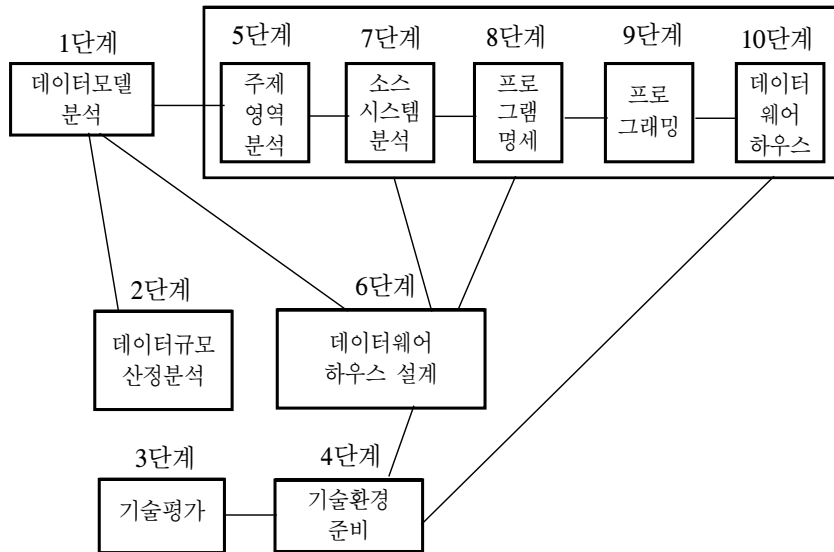 1단계
데이터모델
분석
5단계
주제
영역
분석
7단계
소스
시스템
분석
8단계
프로
그램
명세
9단계
프로
그래밍
10단계
데이터
웨어
하우스
2단계
데이터규모
산정분석
6단계
데이터웨어
하우스 설계
3단계
기술평가
4단계
기술환경
준비